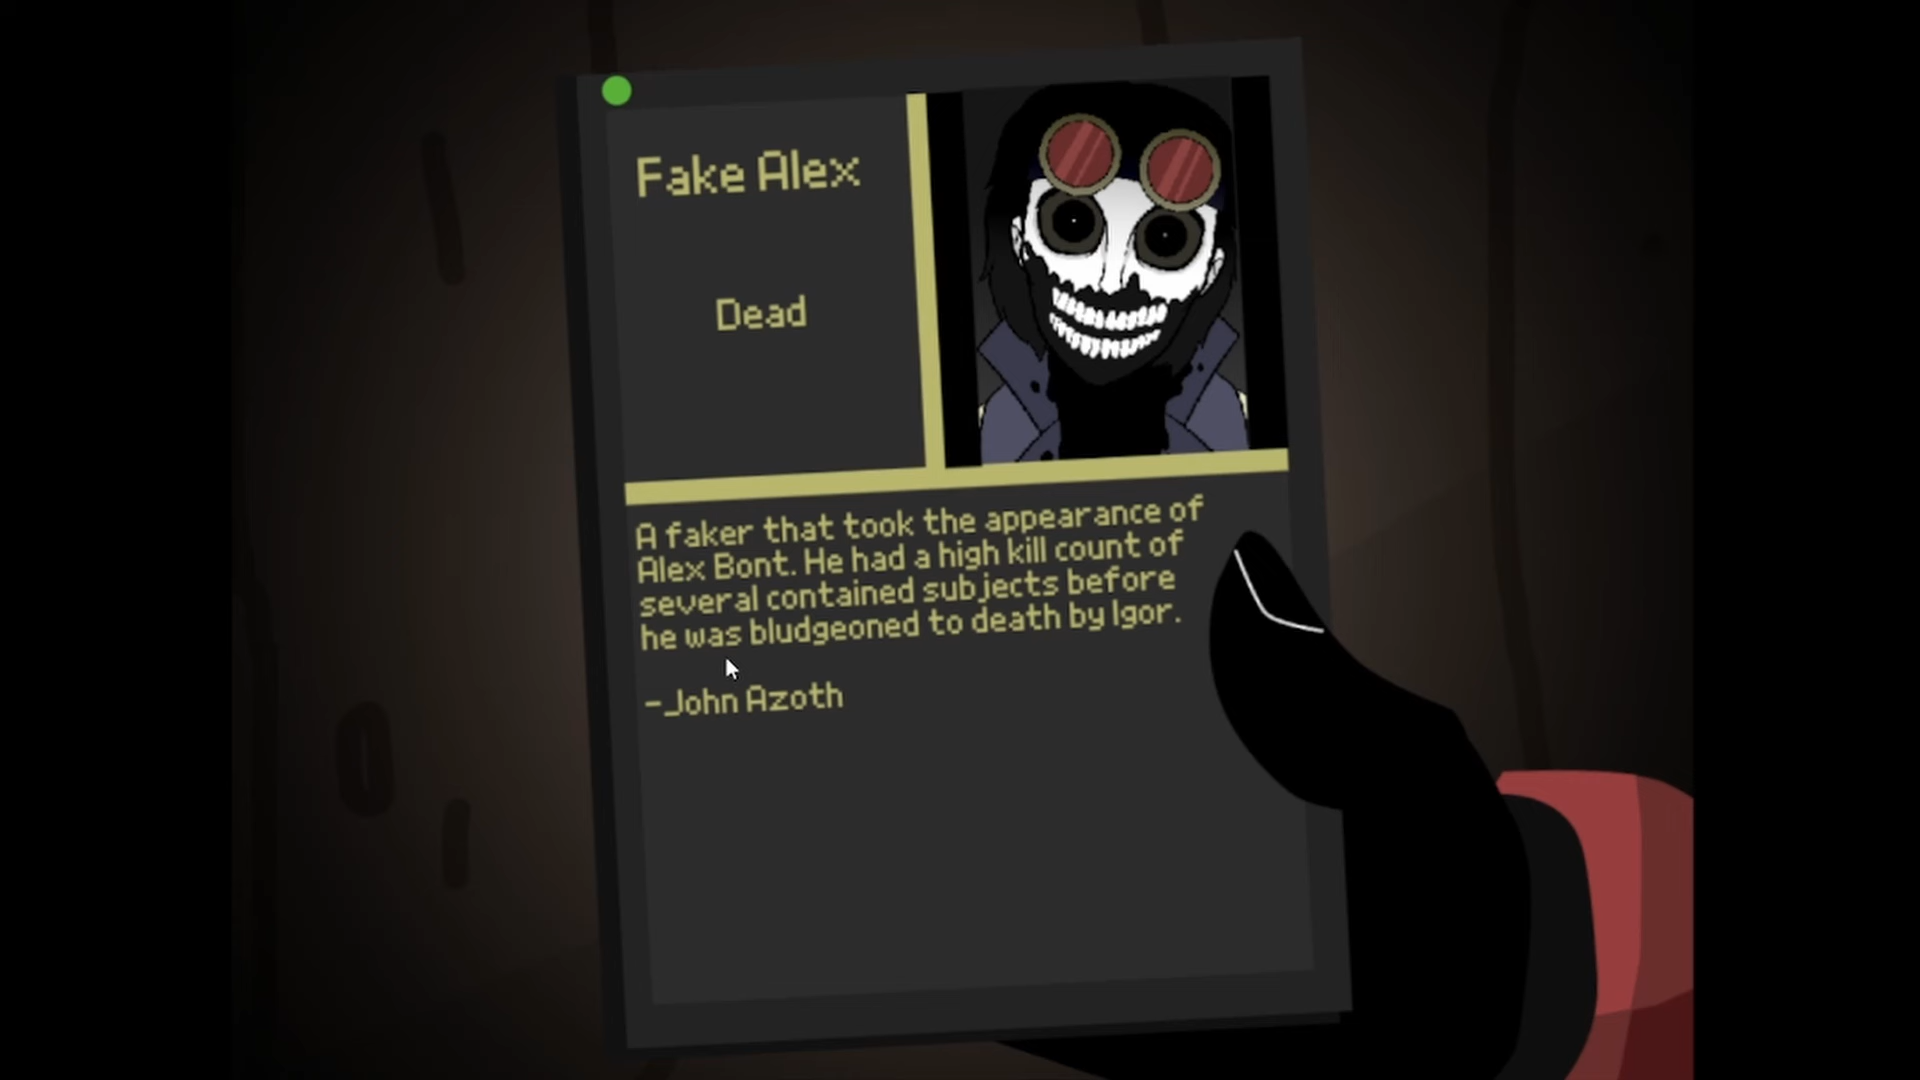 Fake Alex
Dead
A faker that took the appearance of
Alex Bont. He had a high kill count of
several contained subjects before
he was bludgeoned to death by Igor.
-John Azoth